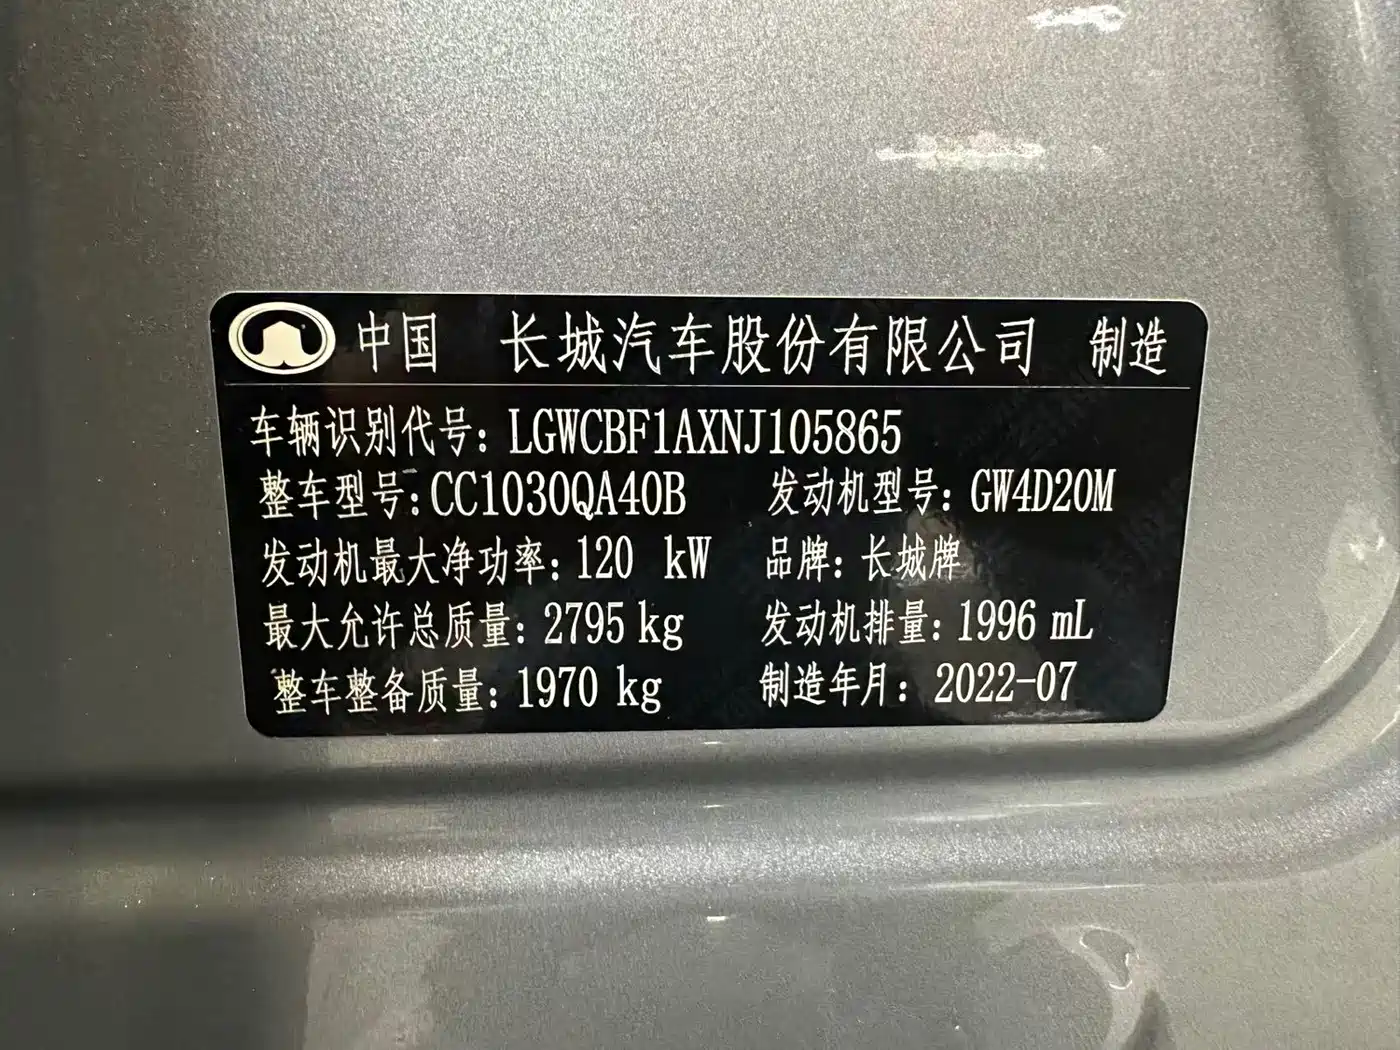 中国 长城汽车股份有限公司 制造
车辆识别代号：LGWCBF1AXNJ105865
整车型号：CC1030QA40B 发动机型号：GW4D20M
发动机最大净功率：120 kW 品牌：长城牌
最大允许总质量：2795 kg 发动机排量：1996 mL
整车整备质量：1970 kg 制造年月：2022-07